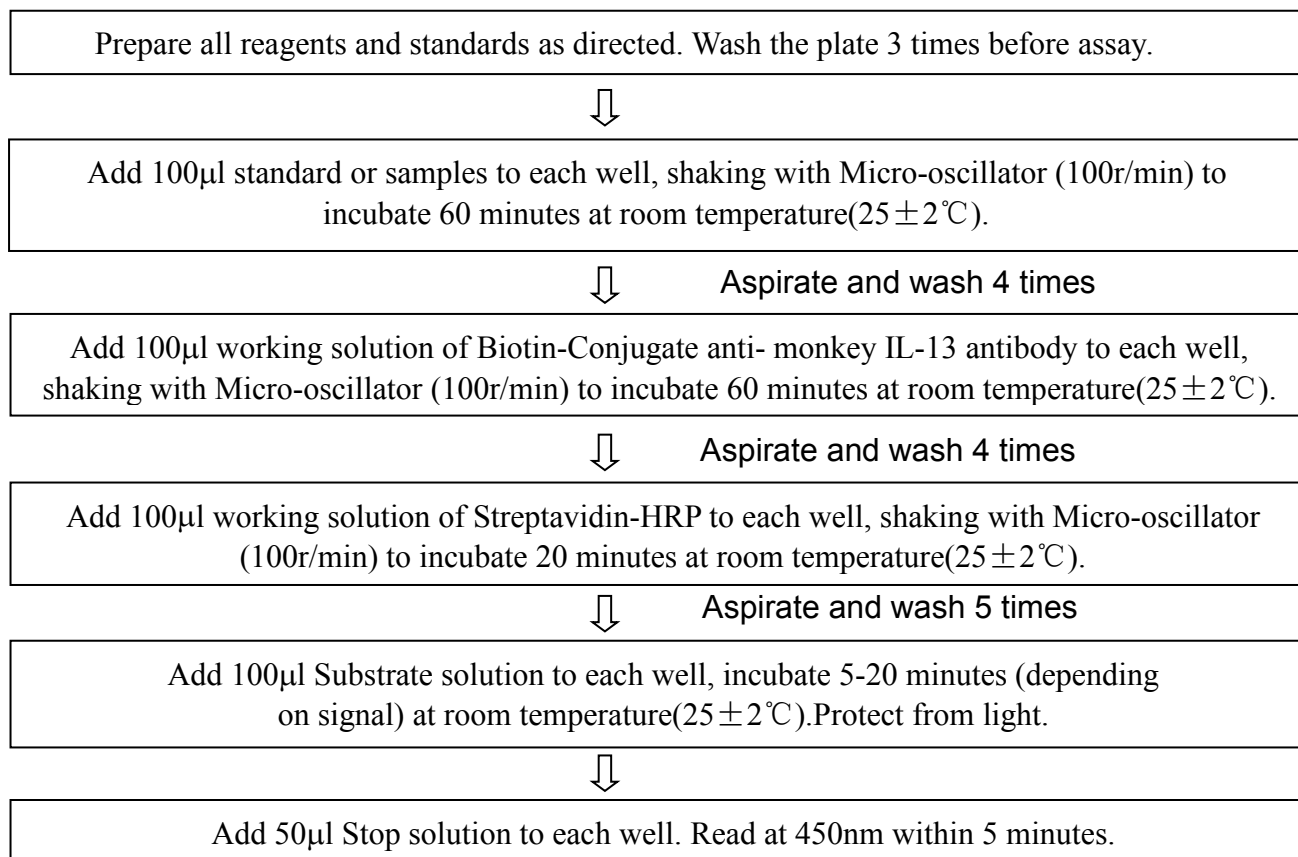 Prepare all reagents and standards as directed. Wash the plate 3 times before assay.
Add 100μl standard or samples to each well, shaking with Micro-oscillator (100r/min) to
incubate 60 minutes at room temperature(25±2℃).
Aspirate and wash 4 times
Add 100μl working solution of Biotin-Conjugate anti- monkey IL-13 antibody to each well,
shaking with Micro-oscillator (100r/min) to incubate 60 minutes at room temperature(25±2℃).
Aspirate and wash 4 times
Add 100μl working solution of Streptavidin-HRP to each well, shaking with Micro-oscillator
(100r/min) to incubate 20 minutes at room temperature(25±2℃).
Aspirate and wash 5 times
Add 100μl Substrate solution to each well, incubate 5-20 minutes (depending
on signal) at room temperature(25±2℃).Protect from light.
Add 50μl Stop solution to each well. Read at 450nm within 5 minutes.